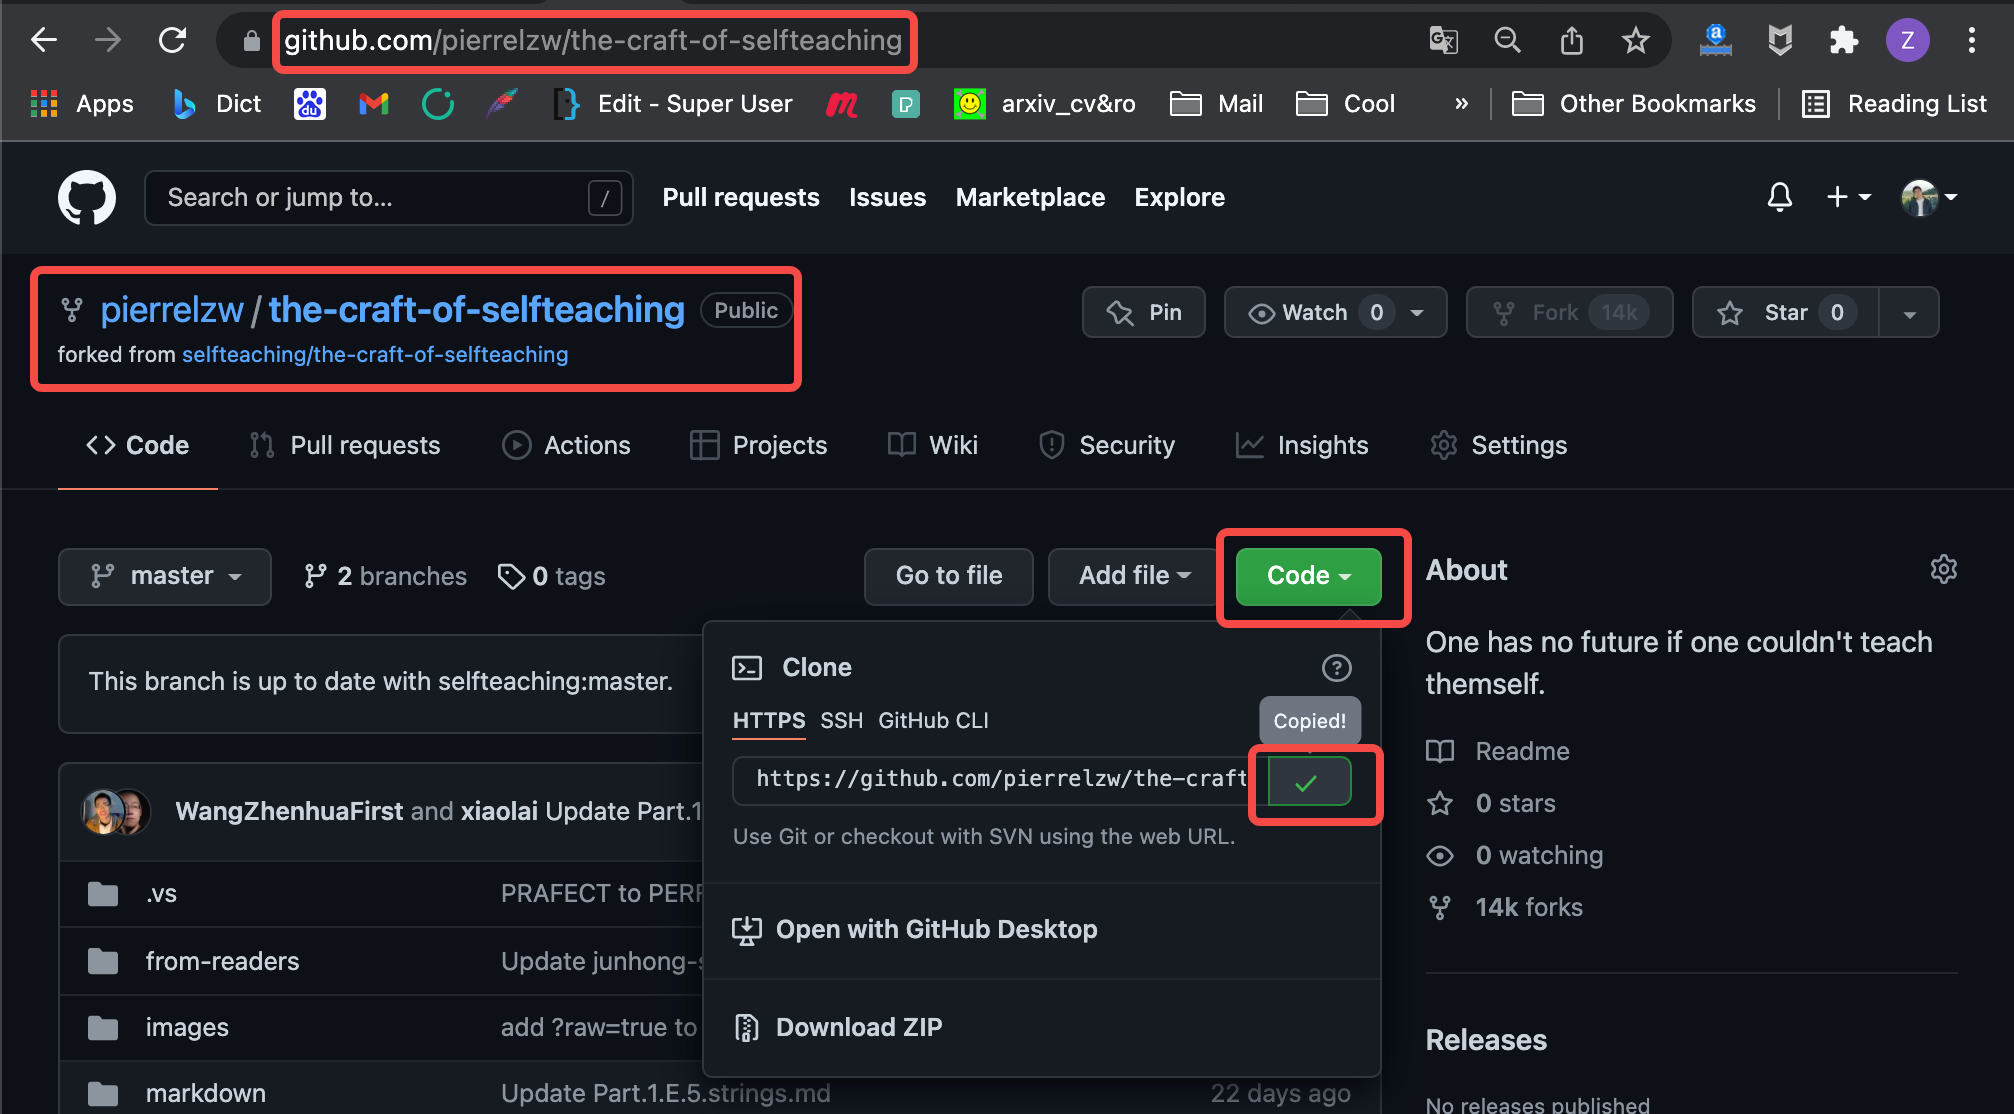 github.com/pierrelzw/the-craft-of-selfteaching
Z
Apps Dict du Edit - Super User m P arxiv_cv&ro Mail Cool » Other Bookmarks Reading List
Search or jump to... / Pull requests Issues Marketplace Explore
pierrelzw / the-craft-of-selfteaching Public
forked from selfteaching/the-craft-of-selfteaching
Pin Watch 0 Fork 14k Star 0
Code Pull requests Actions Projects Wiki Security Insights Settings
master 2 branches 0 tags Go to file Add file Code
This branch is up to date with selfteaching:master.
Clone
HTTPS SSH GitHub CLI
Copied!
https://github.com/pierrelzw/the-craft
Use Git or checkout with SVN using the web URL.
Open with GitHub Desktop
Download ZIP
WangZhenhuaFirst and xiaolai Update Part.1
.vs PRAFECT to PERF
from-readers Update junhong-s
images add ?raw=true to
markdown Update Part.1.E.5.strings.md 22 days ago
About
One has no future if one couldn't teach
themself.
Readme
0 stars
0 watching
14k forks
Releases
No releases published